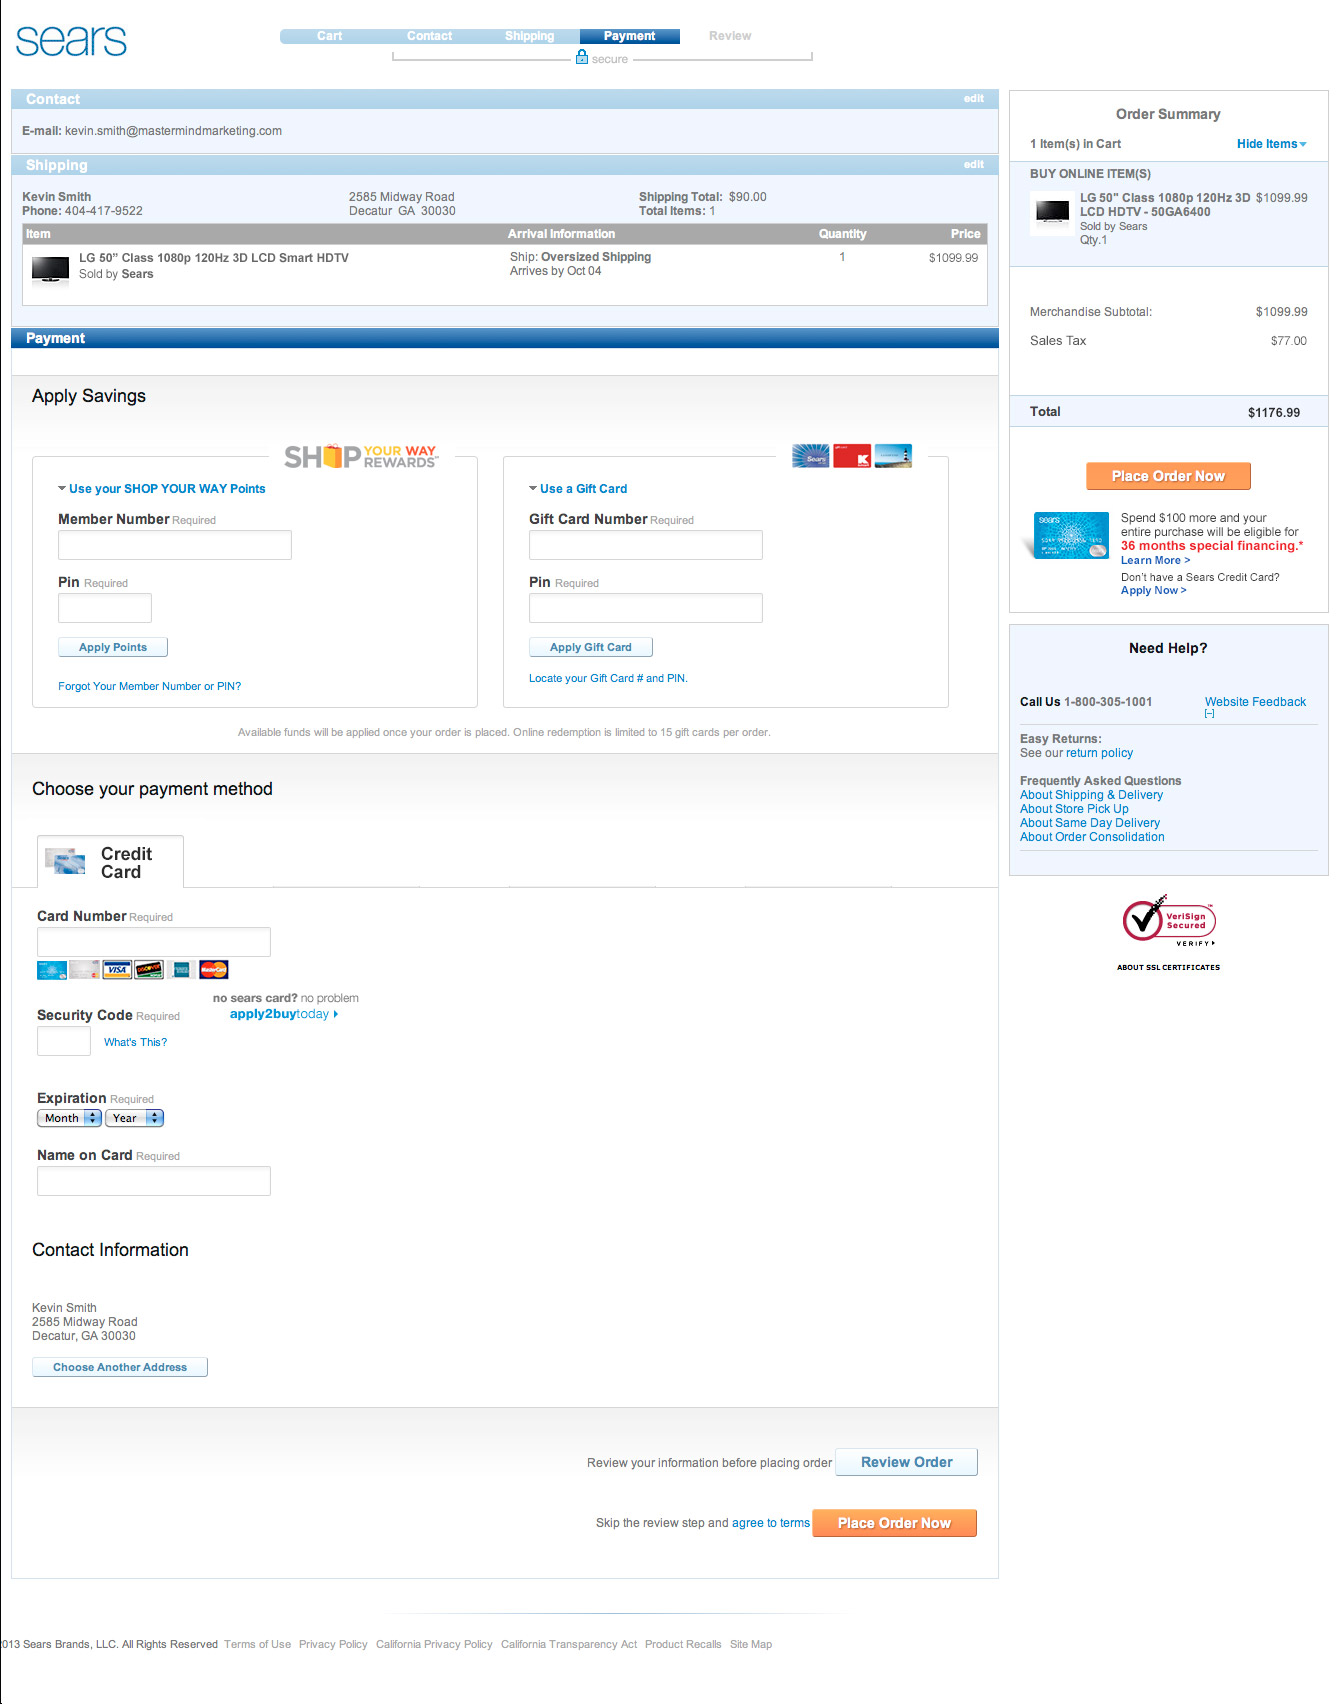 sears
Cart Contact Shipping Payment Review
secure
Contact edit
E-mail: kevin.smith@mastermindmarketing.com
Shipping edit
Kevin Smith 2585 Midway Road Shipping Total: $90.00
Phone: 404-417-9522 Decatur GA 30030 Total Items: 1
Item Arrival Information Quantity Price
LG 50” Class 1080p 120Hz 3D LCD Smart HDTV Ship: Oversized Shipping 1 $1099.99
Sold by Sears Arrives by Oct 04
Payment
Apply Savings
SHOP YOUR WAY REWARDS℠
Use your SHOP YOUR WAY Points
Member Number Required
Pin Required
Apply Points
Forgot Your Member Number or PIN?
Sears
gift card
K
Use a Gift Card
Gift Card Number Required
Pin Required
Apply Gift Card
Locate your Gift Card # and PIN.
Available funds will be applied once your order is placed. Online redemption is limited to 15 gift cards per order.
Choose your payment method
Credit
Card
Card Number Required
VISA DISCOVER MasterCard
no sears card? no problem
apply2buytoday
Security Code Required
What's This?
Expiration Required
Month Year
Name on Card Required
Contact Information
Kevin Smith
2585 Midway Road
Decatur, GA 30030
Choose Another Address
Review your information before placing order Review Order
Skip the review step and agree to terms Place Order Now
Order Summary
1 Item(s) in Cart Hide Items
BUY ONLINE ITEM(S)
LG 50" Class 1080p 120Hz 3D $1099.99
LCD HDTV - 50GA6400
Sold by Sears
Qty.1
Merchandise Subtotal: $1099.99
Sales Tax $77.00
Total $1176.99
Place Order Now
sears
Spend $100 more and your
entire purchase will be eligible for
36 months special financing.*
Learn More >
Don't have a Sears Credit Card?
Apply Now >
Need Help?
Call Us 1-800-305-1001 Website Feedback
[–]
Easy Returns:
See our return policy
Frequently Asked Questions
About Shipping & Delivery
About Store Pick Up
About Same Day Delivery
About Order Consolidation
VeriSign™
Secured
VERIFY
ABOUT SSL CERTIFICATES
013 Sears Brands, LLC. All Rights Reserved Terms of Use Privacy Policy California Privacy Policy California Transparency Act Product Recalls Site Map